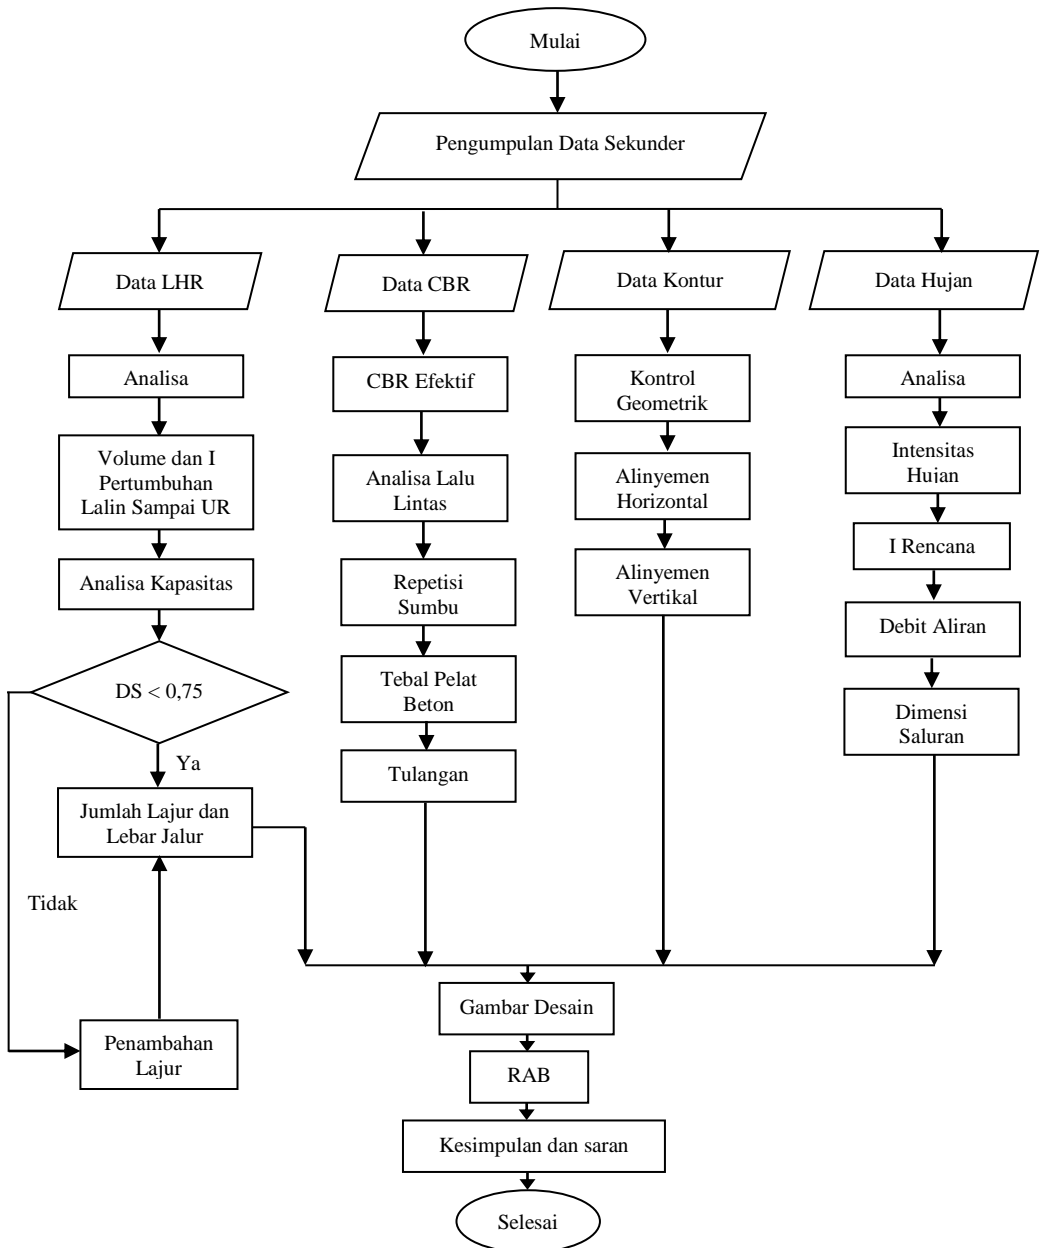 Mulai
Pengumpulan Data Sekunder
Data LHR
Data CBR
Data Kontur
Data Hujan
Analisa
Volume dan I
Pertumbuhan
Lalin Sampai UR
Analisa Kapasitas
DS < 0,75
Ya
Jumlah Lajur dan
Lebar Jalur
Tidak
Penambahan
Lajur
CBR Efektif
Analisa Lalu
Lintas
Repetisi
Sumbu
Tebal Pelat
Beton
Tulangan
Kontrol
Geometrik
Alinyemen
Horizontal
Alinyemen
Vertikal
Analisa
Intensitas
Hujan
I Rencana
Debit Aliran
Dimensi
Saluran
Gambar Desain
RAB
Kesimpulan dan saran
Selesai